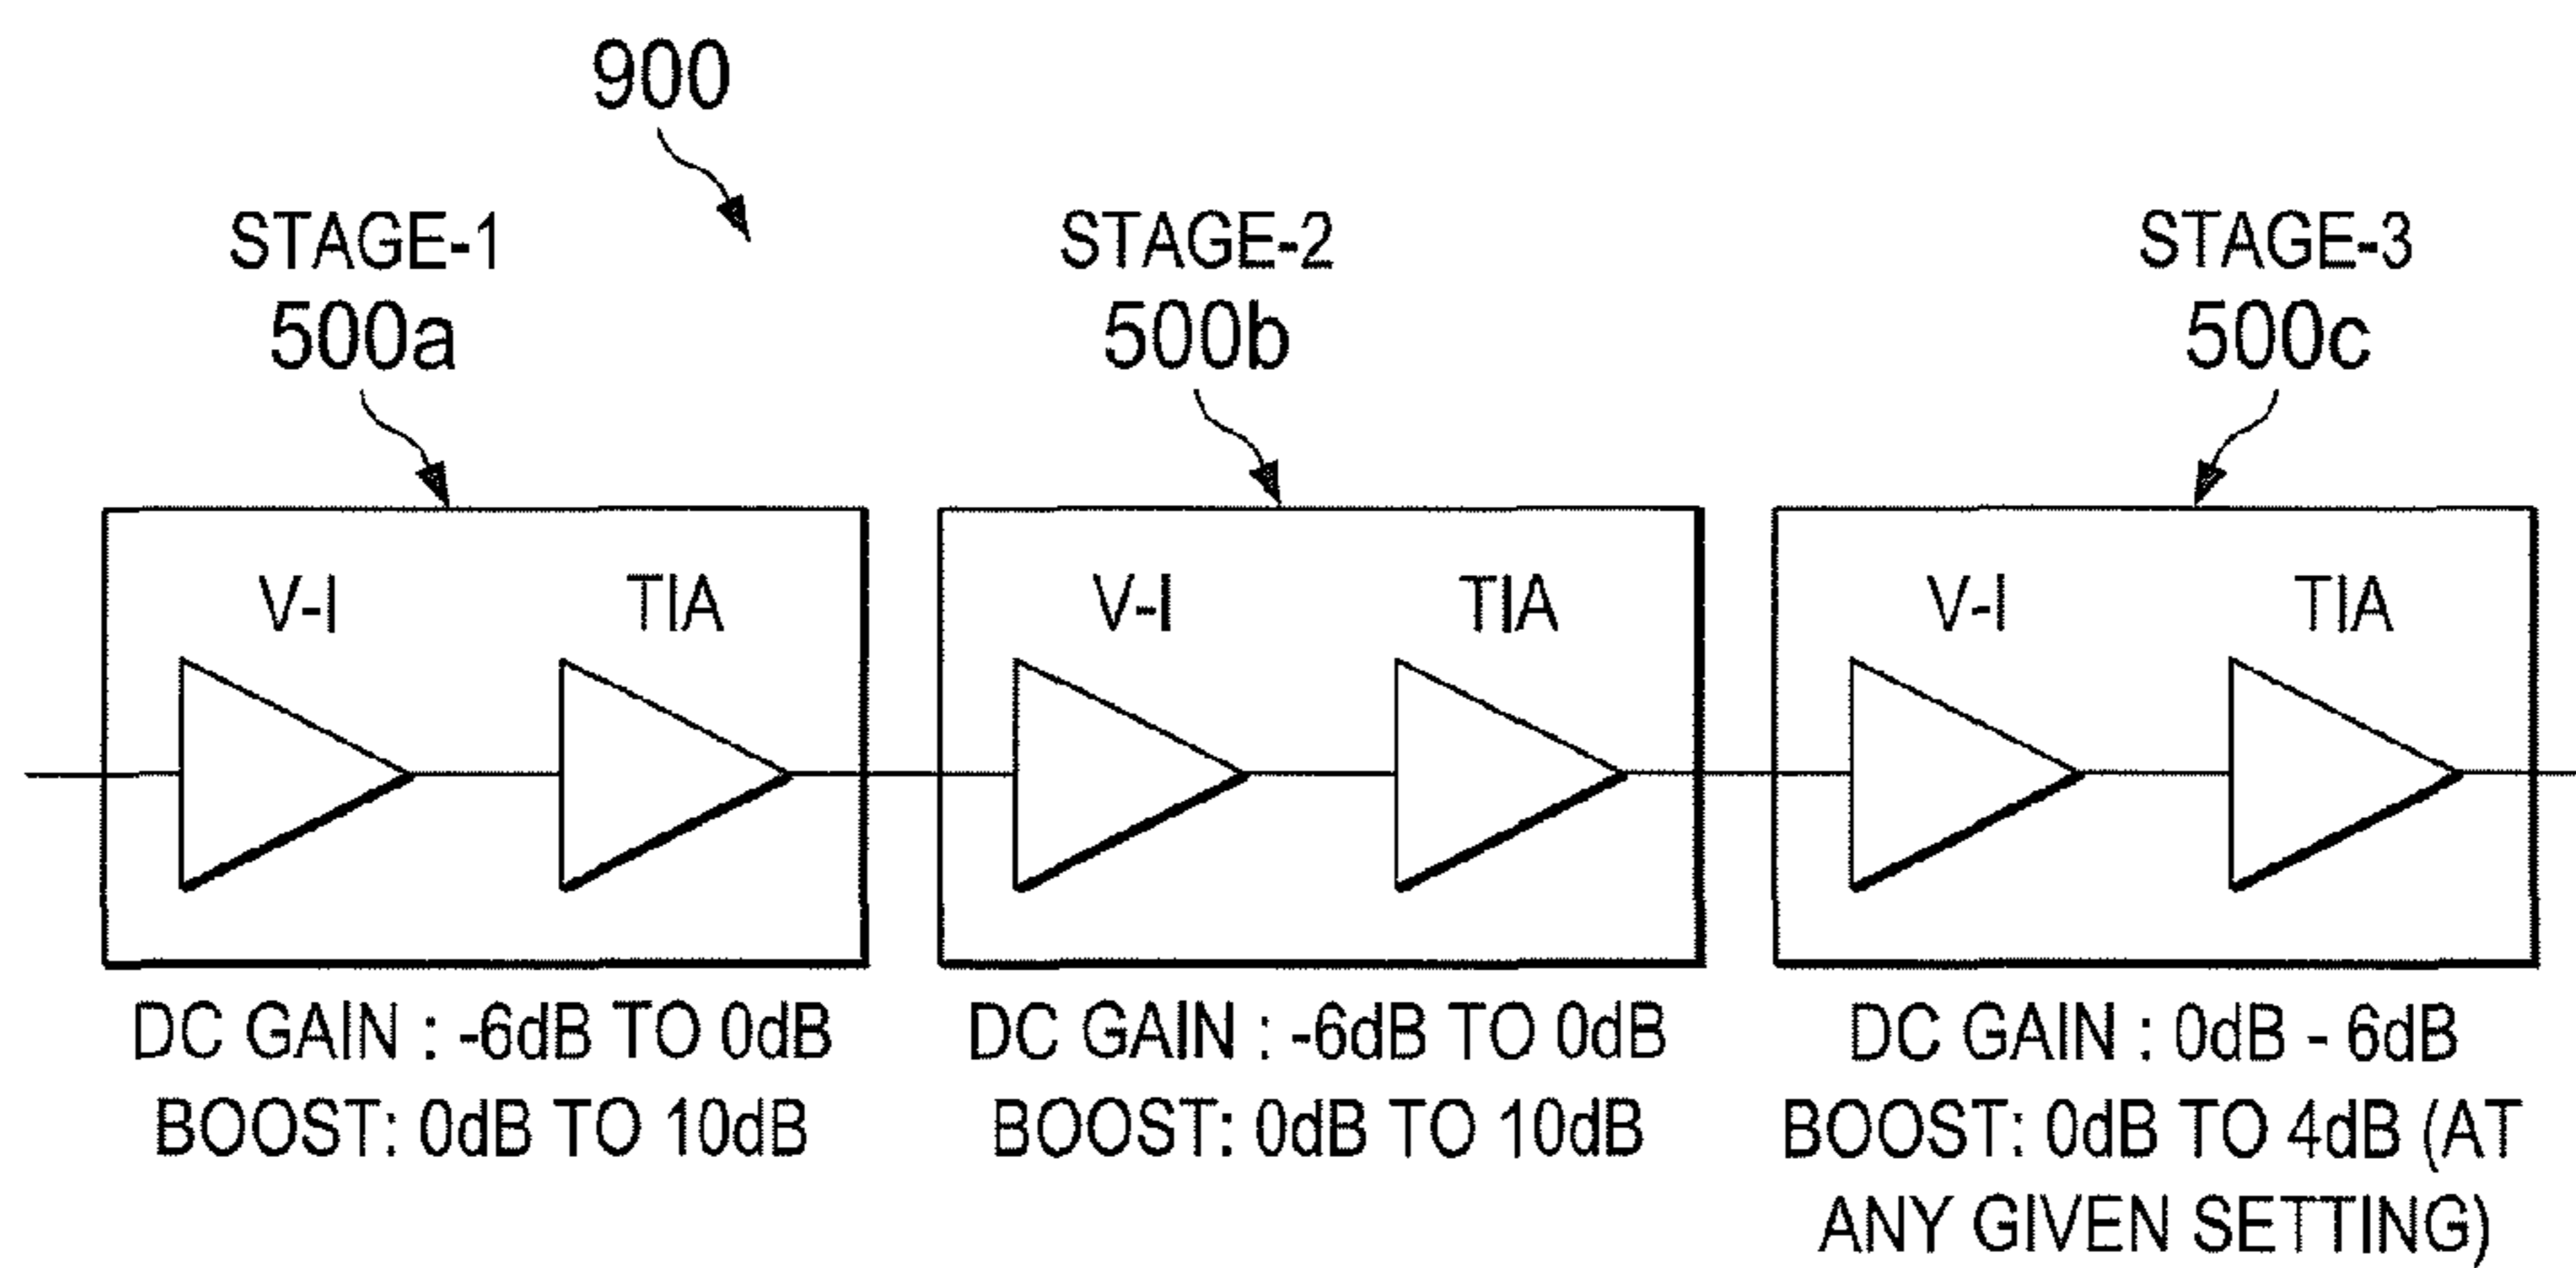 900
STAGE-1
500a
STAGE-2
500b
STAGE-3
500c
V-I TIA
V-I TIA
V-I TIA
DC GAIN : -6dB TO 0dB
BOOST: 0dB TO 10dB
DC GAIN : -6dB TO 0dB
BOOST: 0dB TO 10dB
DC GAIN : 0dB - 6dB
BOOST: 0dB TO 4dB (AT
ANY GIVEN SETTING)